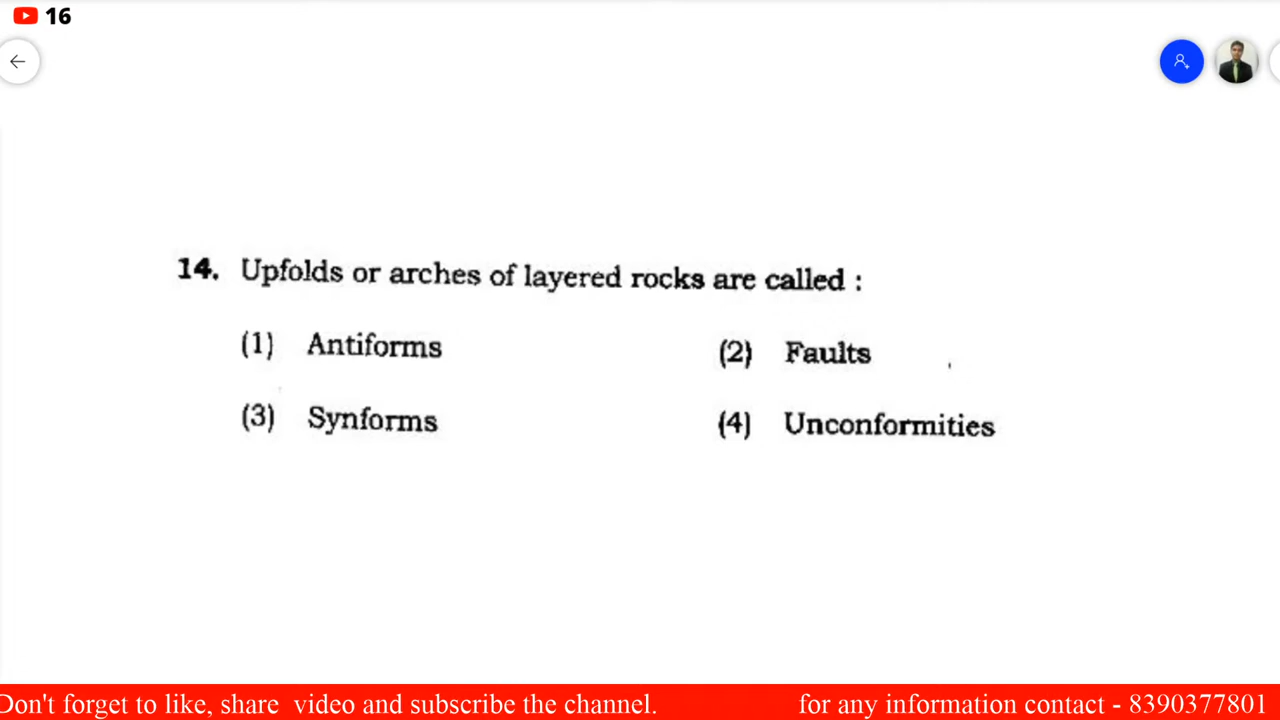 16
14. Upfolds or arches of layered rocks are called :
(1) Antiforms (2) Faults
(3) Synforms (4) Unconformities
Don't forget to like, share video and subscribe the channel. for any information contact - 8390377801